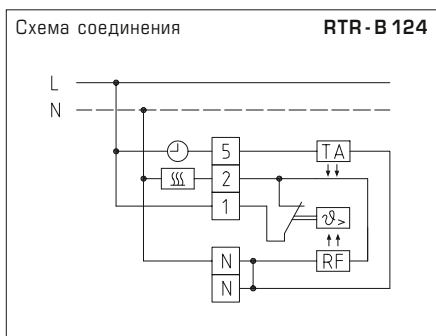 Схема соединения RTR-B 124
L
N
5 TA
2
1 ϑ>
N RF
N